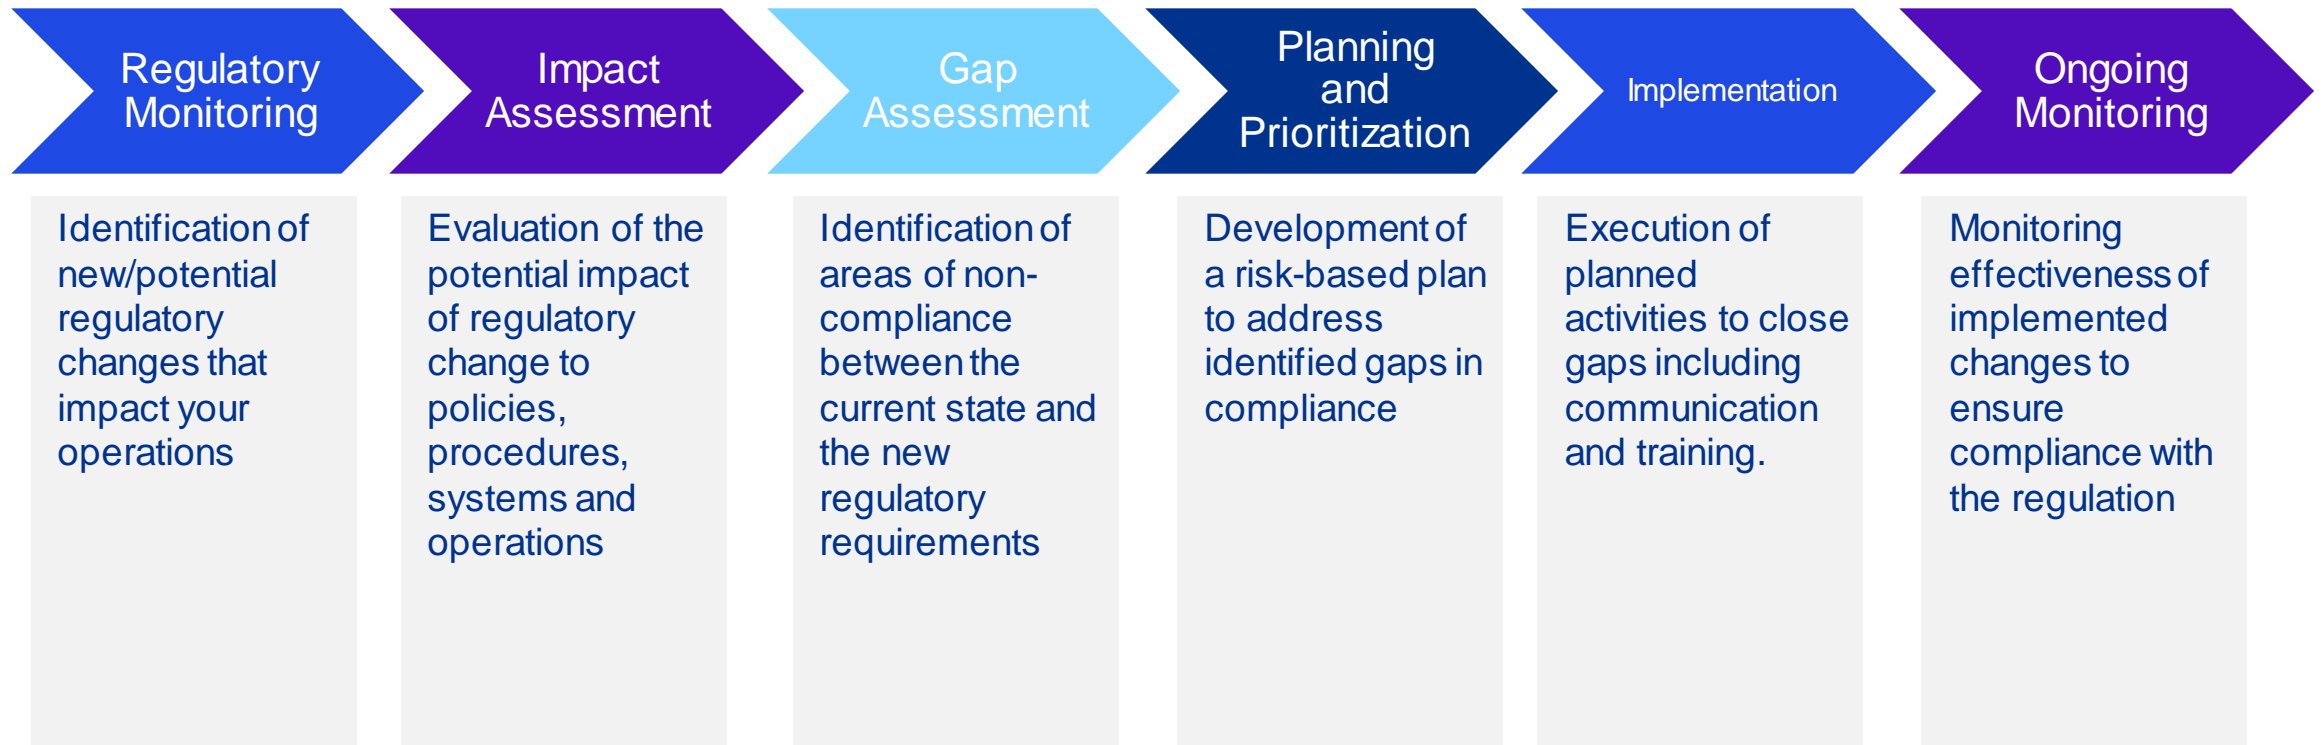 Regulatory
Monitoring
Impact
Assessment
Gap
Assessment
Planning
and
Prioritization
Implementation
Ongoing
Monitoring
Identification of
new/potential
regulatory
changes that
impact your
operations
Evaluation of the
potential impact
of regulatory
change to
policies,
procedures,
systems and
operations
Identification of
areas of non-
compliance
between the
current state and
the new
regulatory
requirements
Development of
a risk-based plan
to address
identified gaps in
compliance
Execution of
planned
activities to close
gaps including
communication
and training.
Monitoring
effectiveness of
implemented
changes to
ensure
compliance with
the regulation